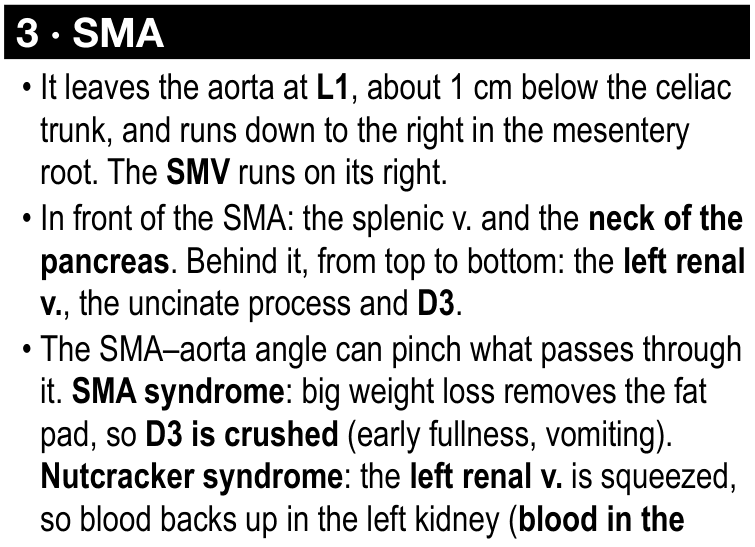 3 · SMA
• It leaves the aorta at L1, about 1 cm below the celiac
trunk, and runs down to the right in the mesentery
root. The SMV runs on its right.
• In front of the SMA: the splenic v. and the neck of the
pancreas. Behind it, from top to bottom: the left renal
v., the uncinate process and D3.
• The SMA–aorta angle can pinch what passes through
it. SMA syndrome: big weight loss removes the fat
pad, so D3 is crushed (early fullness, vomiting).
Nutcracker syndrome: the left renal v. is squeezed,
so blood backs up in the left kidney (blood in the